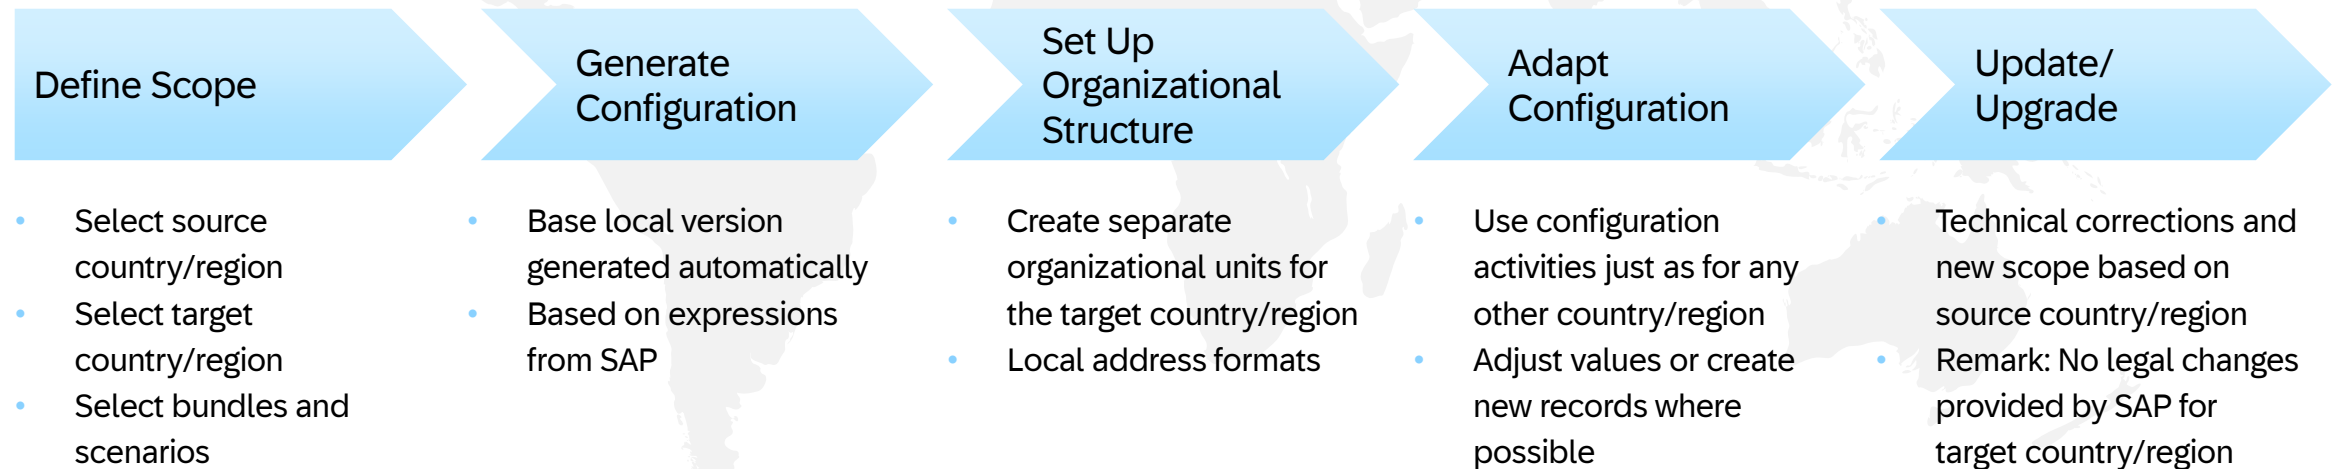 Define Scope
Generate
Configuration
Set Up
Organizational
Structure
Adapt
Configuration
Update/
Upgrade
• Select source
country/region
• Select target
country/region
• Select bundles and
scenarios
• Base local version
generated automatically
• Based on expressions
from SAP
• Create separate
organizational units for
the target country/region
• Local address formats
• Use configuration
activities just as for any
other country/region
• Adjust values or create
new records where
possible
• Technical corrections and
new scope based on
source country/region
• Remark: No legal changes
provided by SAP for
target country/region